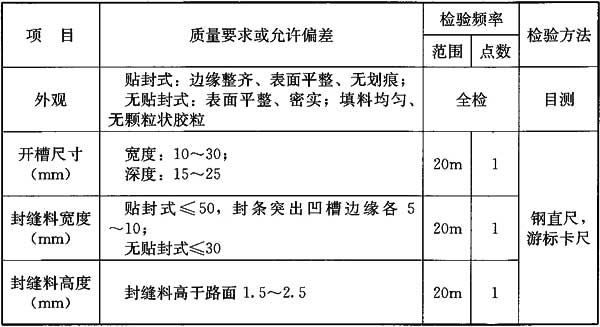 项 目
质量要求或允许偏差
检验频率
检验方法
范围
点数
外观
贴封式：边缘整齐、表面平整、无划痕；
无贴封式：表面平整、密实；填料均匀、
无颗粒状胶粒
全检
目测
开槽尺寸
（mm）
宽度：10～30；
深度：15～25
20m
1
钢直尺，
游标卡尺
封缝料宽度
（mm）
贴封式≤50，封条突出凹槽边缘各 5
～10；
无贴封式≤30
20m
1
封缝料高度
（mm）
封缝料高于路面 1.5～2.5
20m
1